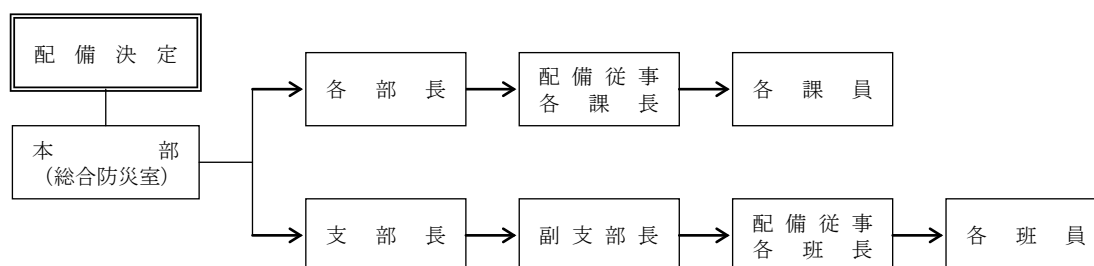 配備決定
各部長
配備従事
各課長
各課員
本部
（総合防災室）
支部長
副支部長
配備従事
各班長
各班員